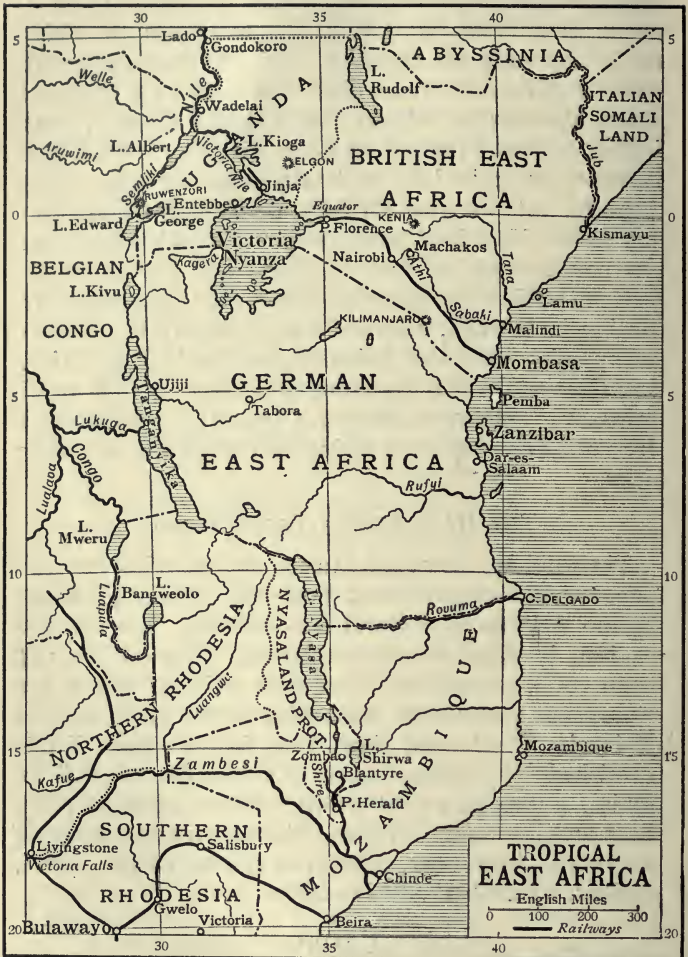 30
35
40
5
Lado
Gondokoro
5
ABYSSINIA
Welle
Nile
L.
Rudolf
ITALIAN
SOMALI
LAND
Wadelai
UGANDA
L. Albert
Victoria Nile
L. Kioga
Aruwimi
ELGON
BRITISH EAST
AFRICA
Jub
Semliki
RUWENZORI
Jinja
Entebbe
Equator
0
L. Edward
L.
George
P. Florence
KENIA
0
Kismayu
Victoria
Nyanza
Machakos
Tana
BELGIAN
CONGO
Kagera
Nairobi
Athi
L. Kivu
Lamu
Sabaki
KILIMANJARO
Malindi
Mombasa
GERMAN
EAST AFRICA
5
Ujiji
Tabora
Pemba
5
Tanganyika
Lukuga
Zanzibar
Congo
Dar-es-
Salaam
Lualaoa
Rufyi
L.
Mweru
10
L.
Bangweolo
10
Luapula
C. DELGADO
Rovuma
L. Nyasa
NYASALAND PROT.
NORTHERN RHODESIA
Luangwa
MOZAMBIQUE
15
Zombao
L.
Shirwa
Mozambique
15
Kafue
Zambesi
Shire
Blantyre
P. Herald
SOUTHERN
RHODESIA
Livingstone
Victoria Falls
Salisbury
Chinde
Gwelo
Victoria
Beira
20
Bulawayo
TROPICAL
EAST AFRICA
English Miles
0 100 200 300
Railways
20
30
35
40